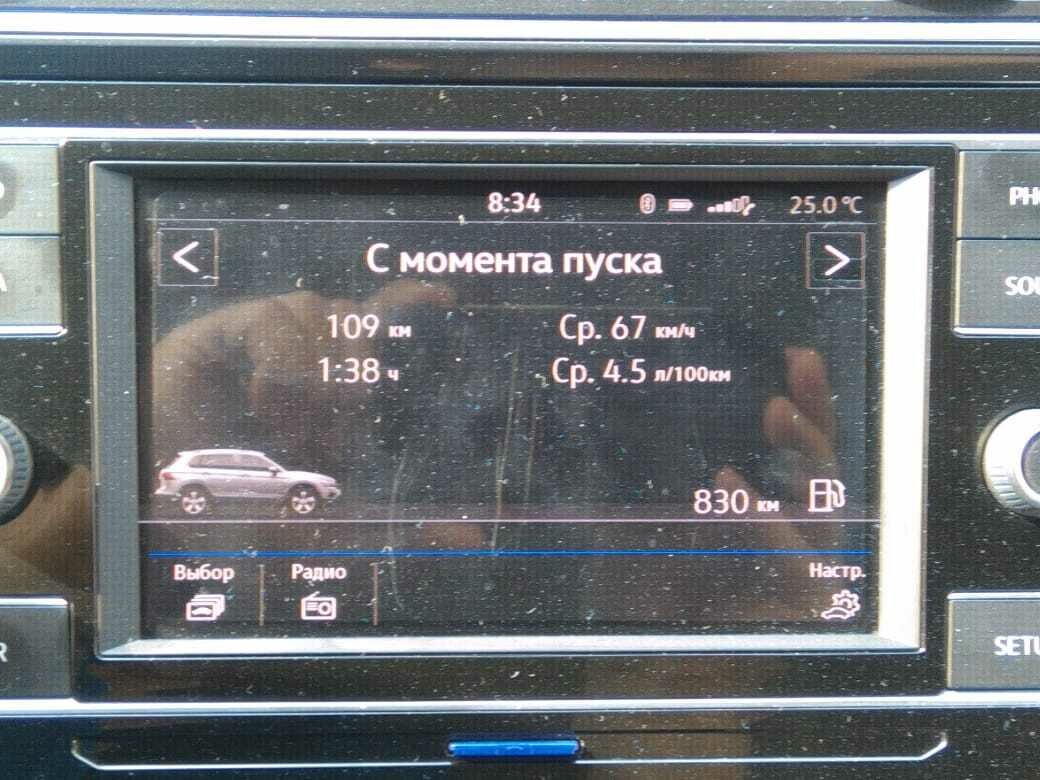 8:34 25.0 °C
< С момента пуска >
109 км Ср. 67 км/ч
1:38 ч Ср. 4.5 л/100км
830 км
Выбор Радио Настр.